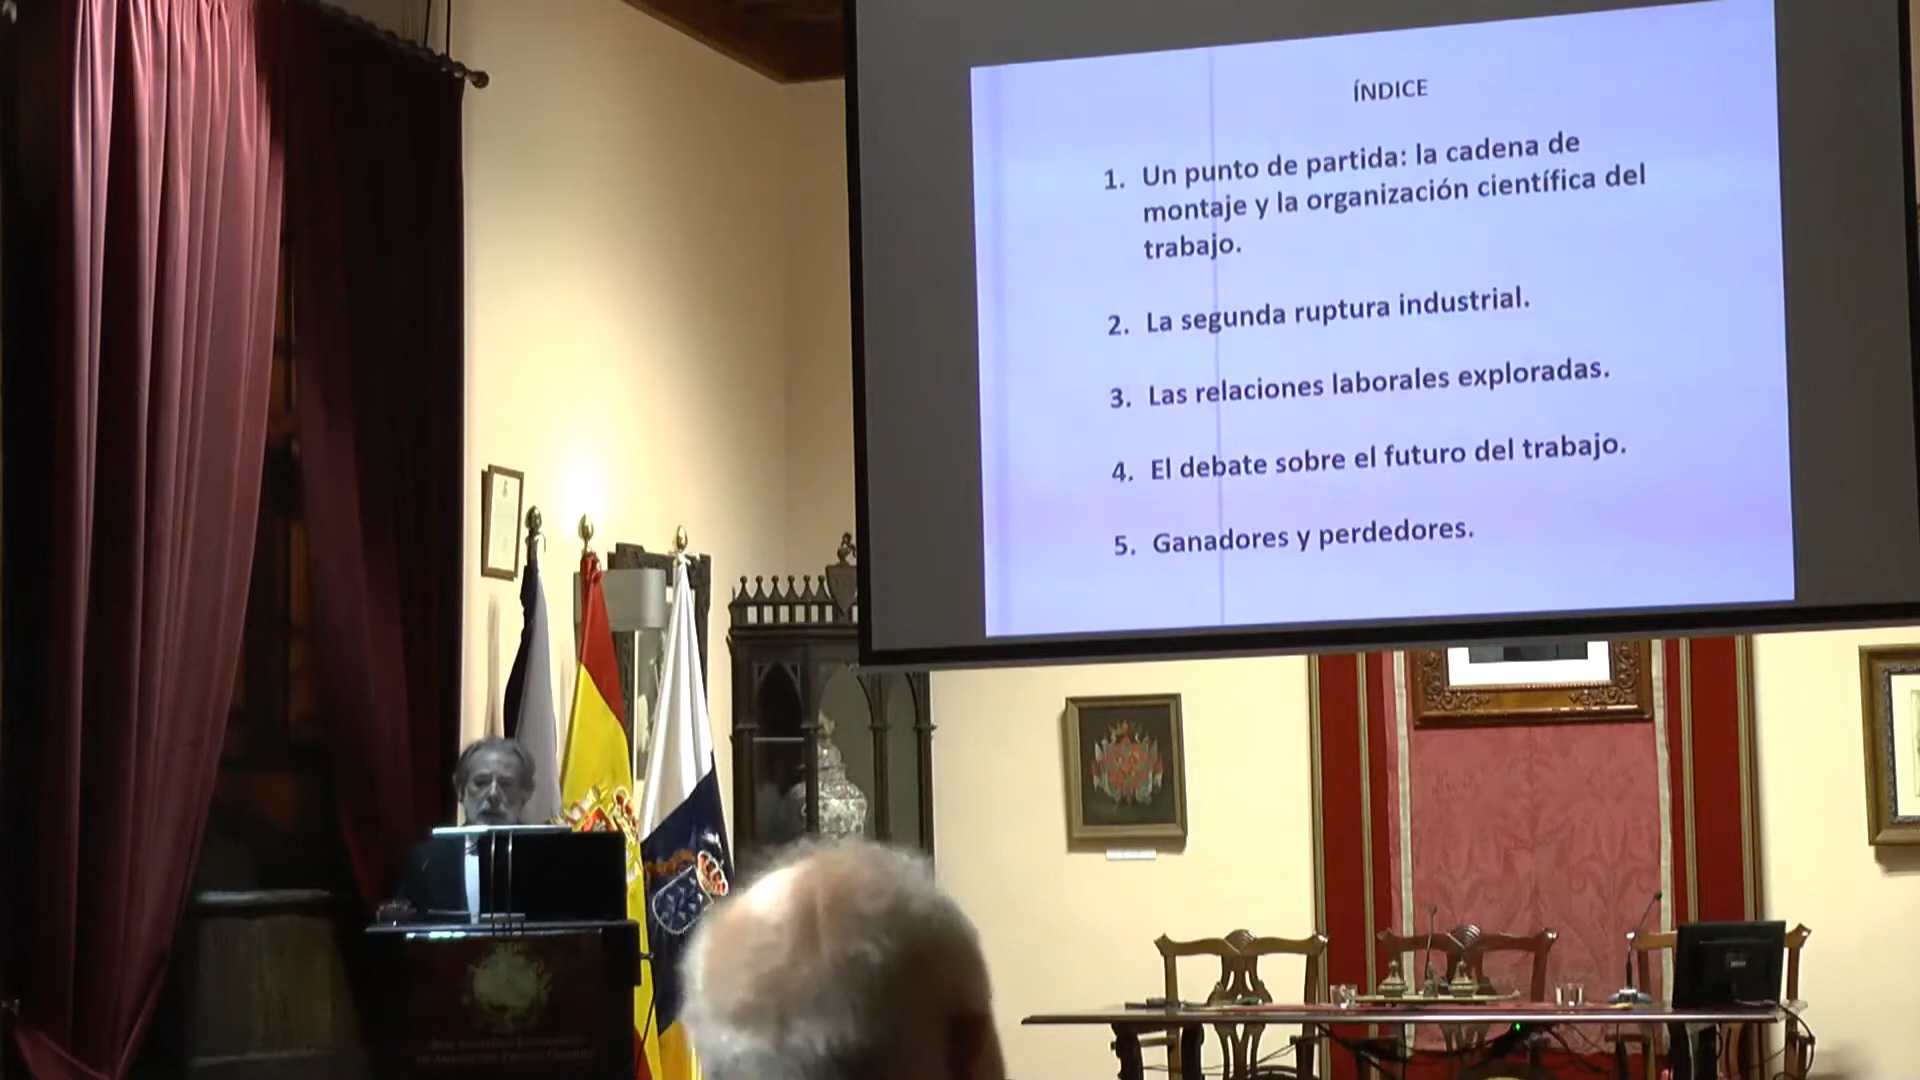 ÍNDICE
1. Un punto de partida: la cadena de
montaje y la organización científica del
trabajo.
2. La segunda ruptura industrial.
3. Las relaciones laborales exploradas.
4. El debate sobre el futuro del trabajo.
5. Ganadores y perdedores.